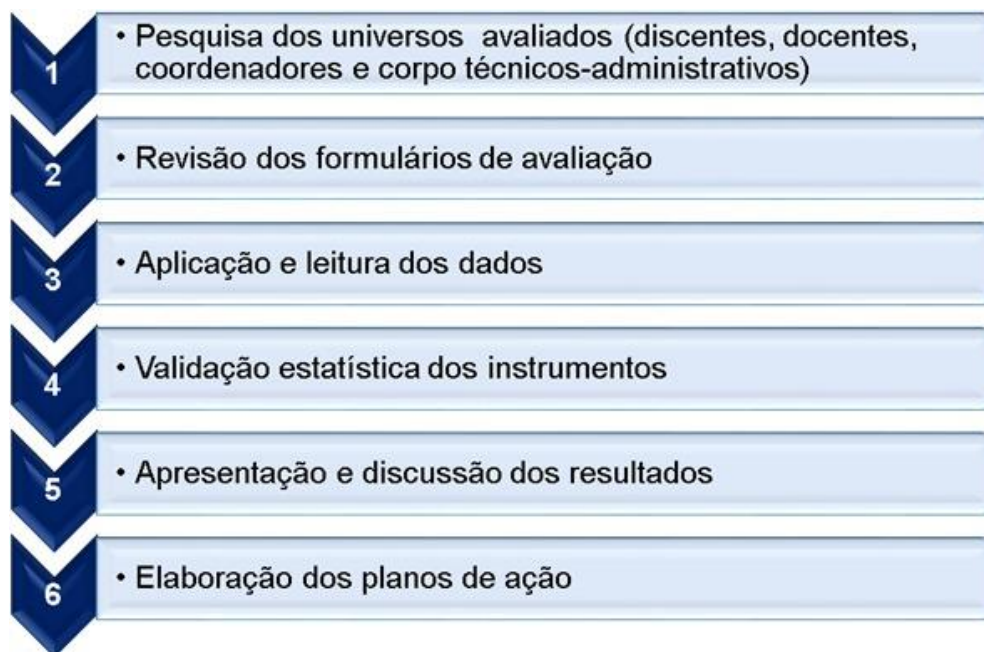 1
• Pesquisa dos universos avaliados (discentes, docentes,
coordenadores e corpo técnicos-administrativos)
2
• Revisão dos formulários de avaliação
3
• Aplicação e leitura dos dados
4
• Validação estatística dos instrumentos
5
• Apresentação e discussão dos resultados
6
• Elaboração dos planos de ação